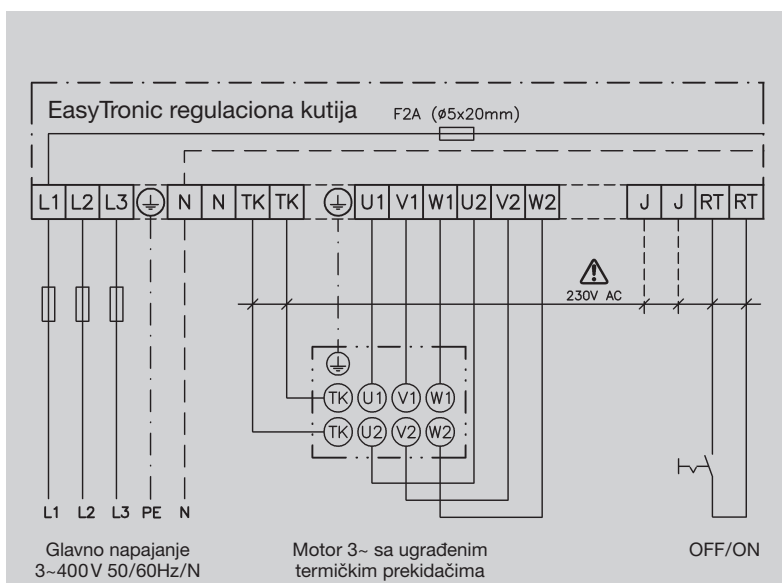 EasyTronic regulaciona kutija F2A (ø5x20mm)
L1 L2 L3 N N TK TK U1 V1 W1 U2 V2 W2 J J RT RT
230V AC
TK U1 V1 W1
TK U2 V2 W2
L1 L2 L3 PE N
Glavno napajanje
3~400V 50/60Hz/N
Motor 3~ sa ugrađenim
termičkim prekidačima
OFF/ON